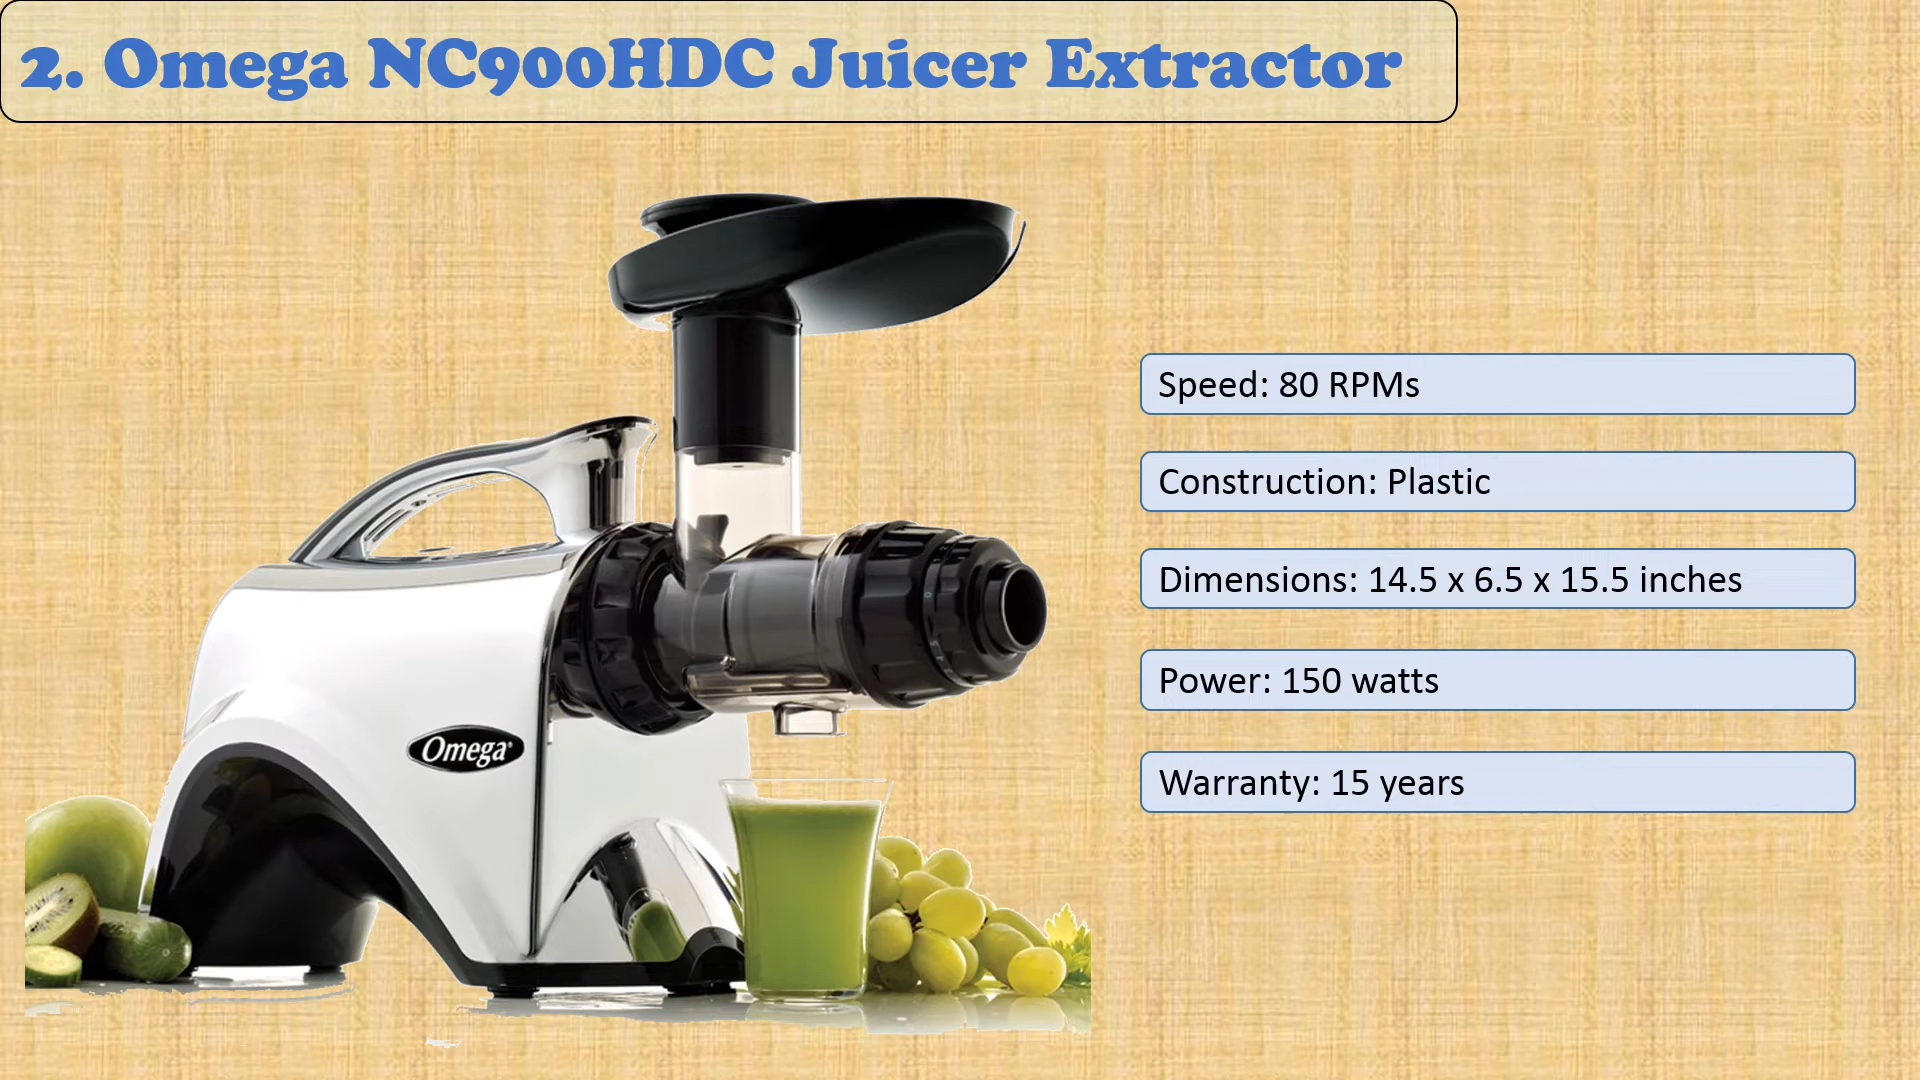 2. Omega NC900HDC Juicer Extractor
Speed: 80 RPMs
Construction: Plastic
Dimensions: 14.5 x 6.5 x 15.5 inches
Power: 150 watts
Warranty: 15 years
Omega®